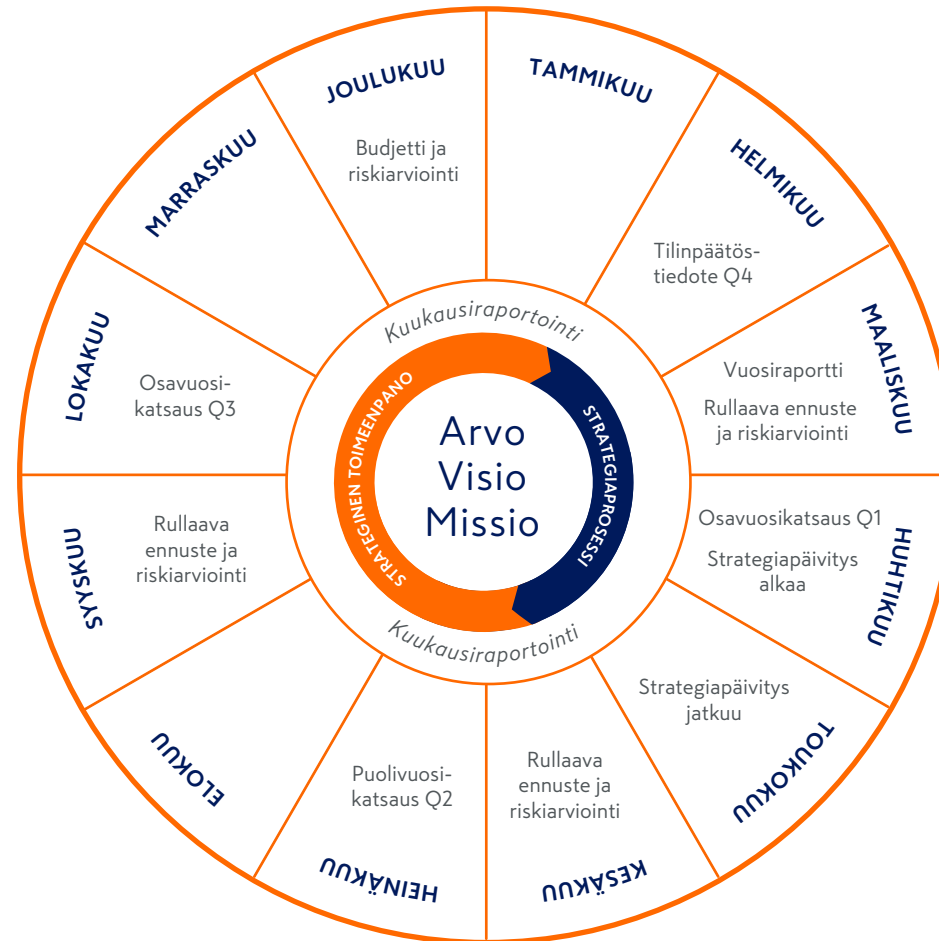 TAMMIKUU
HELMIKUU
Tilinpäätös-
tiedote Q4
MAALISKUU
Vuosiraportti
Rullaava ennuste
ja riskiarviointi
HUHTIKUU
Osavuosikatsaus Q1
Strategiapäivitys
alkaa
TOUKOKUU
Strategiapäivitys
jatkuu
KESÄKUU
Rullaava
ennuste ja
riskiarviointi
HEINÄKUU
Puolivuosi-
katsaus Q2
ELOKUU
SYYSKUU
Rullaava
ennuste ja
riskiarviointi
LOKAKUU
Osavuosi-
katsaus Q3
MARRASKUU
JOULUKUU
Budjetti ja
riskiarviointi
Kuukausiraportointi
STRATEGINEN TOIMEENPANO
STRATEGIAPROSESSI
Arvo
Visio
Missio
Kuukausiraportointi